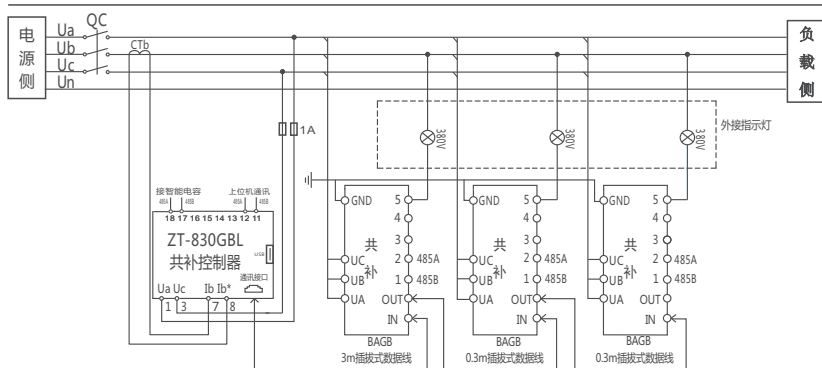 电源侧
Ua
Ub
Uc
Un
QC
CTb
负载侧
1A
380V
380V
380V
外接指示灯
接智能电容
485A 485B
上位机通讯
485A 485B
18 17 16 15 14 13 12 11
ZT-830GBL
共补控制器
USB
通讯接口
Ua Uc Ib Ib*
1 3 7 8
GND 5
4
共 3
UC 补 2 485A
UB 1 485B
UA OUT
IN
BAGB
3m插拔式数据线
GND 5
4
共 3
UC 补 2 485A
UB 1 485B
UA OUT
IN
BAGB
0.3m插拔式数据线
GND 5
4
共 3
UC 补 2 485A
UB 1 485B
UA OUT
IN
BAGB
0.3m插拔式数据线